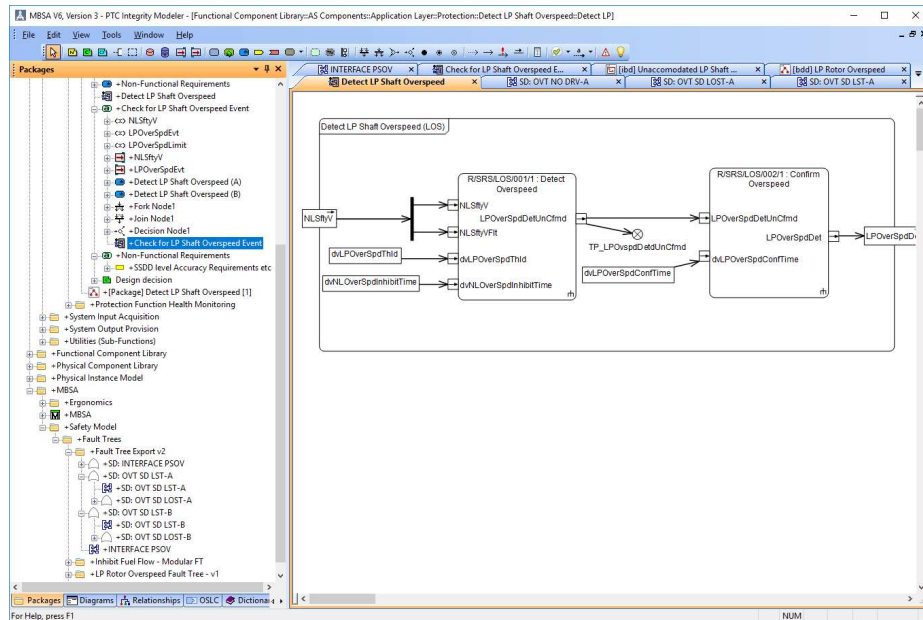 MBSA V6, Version 3 - PTC Integrity Modeler - [Functional Component Library::AS Components::Application Layer::Protection::Detect LP Shaft Overspeed::Detect LP]
File Edit View Tools Window Help
Packages
+Non-Functional Requirements
+Detect LP Shaft Overspeed
+Check for LP Shaft Overspeed Event
NLSftyV
LPOverSpdEvt
LPOverSpdLimit
+NLSftyV
+LPOverSpdEvt
+Detect LP Shaft Overspeed (A)
+Detect LP Shaft Overspeed (B)
+Fork Node1
+Join Node1
+Decision Node1
+Check for LP Shaft Overspeed Event
+Non-Functional Requirements
+SSDD level Accuracy Requirements etc
Design decision
+[Package] Detect LP Shaft Overspeed [1]
+Protection Function Health Monitoring
+System Input Acquisition
+System Output Provision
+Utilities (Sub-Functions)
+Functional Component Library
+Physical Component Library
+Physical Instance Model
+MBSA
+Ergonomics
+MBSA
+Safety Model
+Fault Trees
+Fault Tree Export v2
+SD: INTERFACE PSOV
+SD: OVT SD LST-A
+SD: OVT SD LST-A
+SD: OVT SD LOST-A
+SD: OVT SD LST-B
+SD: OVT SD LST-B
+SD: OVT SD LOST-B
+INTERFACE PSOV
+Inhibit Fuel Flow - Modular FT
+LP Rotor Overspeed Fault Tree - v1
Packages Diagrams Relationships OSLC Dictionar
For Help, press F1
INTERFACE PSOV x Check for LP Shaft Overspeed E... x [ibd] Unaccomodated LP Shaft ... x [bdd] LP Rotor Overspeed x
Detect LP Shaft Overspeed x SD: OVT NO DRV-A x SD: OVT SD LOST-A x SD: OVT SD LST-A x
Detect LP Shaft Overspeed (LOS)
R/SRS/LOS/001/1 : Detect
Overspeed
NLSftyV
NLSftyV
LPOverSpdDetUnCfmd
NLSftyVFlt
TP_LPOvspdDetdUnCfmd
dvLPOverSpdThld
dvLPOverSpdThld
dvNLOverSpdInhibitTime
dvNLOverSpdInhibitTime
R/SRS/LOS/002/1 : Confirm
Overspeed
LPOverSpdDetUnCfmd
LPOverSpdDet
LPOverSpdDe
dvLPOverSpdConfTime
dvLPOverSpdConfTime
NUM